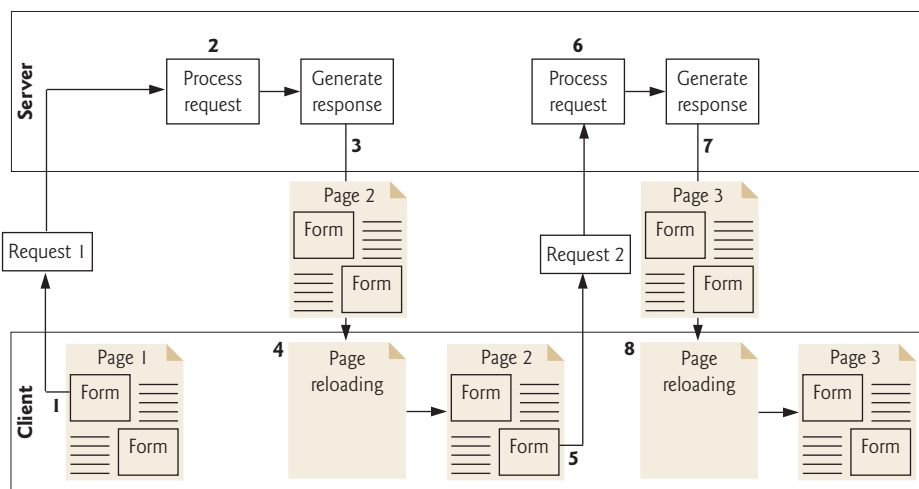 Server
2
Process
request
Generate
response
3
6
Process
request
Generate
response
7
Page 2
Form
Form
Page 3
Form
Form
Request 1
Request 2
Client
Page 1
Form
Form
1
4
Page
reloading
Page 2
Form
Form
5
8
Page
reloading
Page 3
Form
Form